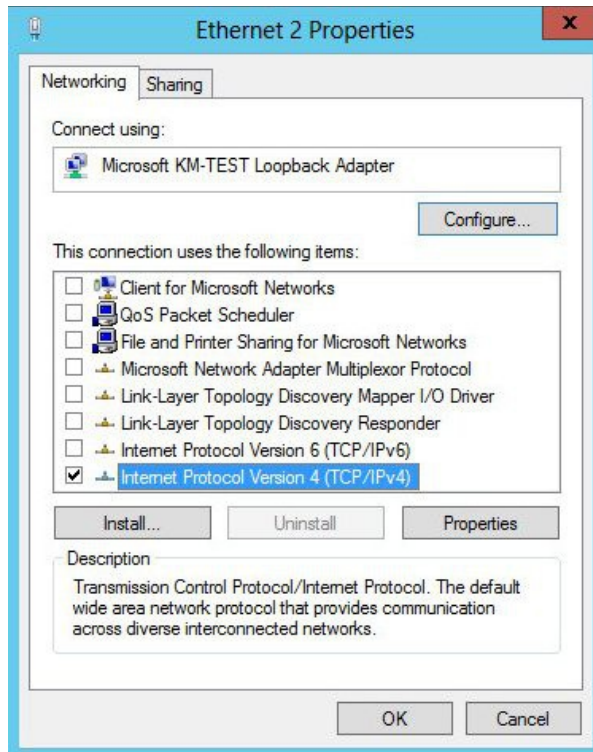 Ethernet 2 Properties
x
Networking Sharing
Connect using:
Microsoft KM-TEST Loopback Adapter
Configure...
This connection uses the following items:
Client for Microsoft Networks
QoS Packet Scheduler
File and Printer Sharing for Microsoft Networks
Microsoft Network Adapter Multiplexor Protocol
Link-Layer Topology Discovery Mapper I/O Driver
Link-Layer Topology Discovery Responder
Internet Protocol Version 6 (TCP/IPv6)
Internet Protocol Version 4 (TCP/IPv4)
Install... Uninstall Properties
Description
Transmission Control Protocol/Internet Protocol. The default
wide area network protocol that provides communication
across diverse interconnected networks.
OK Cancel